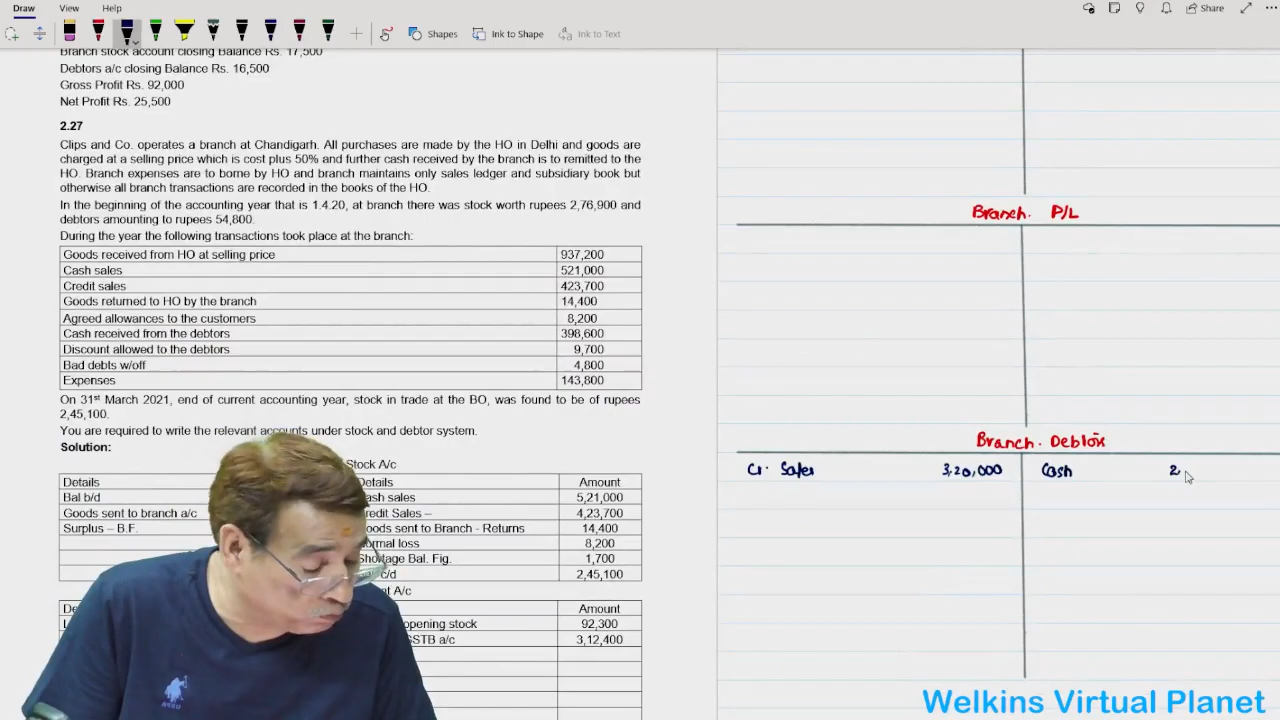 Draw View Help
Share
Shapes Ink to Shape Ink to Text
Branch stock account closing Balance Rs. 17,500
Debtors a/c closing Balance Rs. 16,500
Gross Profit Rs. 92,000
Net Profit Rs. 25,500
2.27
Clips and Co. operates a branch at Chandigarh. All purchases are made by the HO in Delhi and goods are
charged at a selling price which is cost plus 50% and further cash received by the branch is to remitted to the
HO. Branch expenses are to borne by HO and branch maintains only sales ledger and subsidiary book but
otherwise all branch transactions are recorded in the books of the HO.
In the beginning of the accounting year that is 1.4.20, at branch there was stock worth rupees 2,76,900 and
debtors amounting to rupees 54,800.
During the year the following transactions took place at the branch:
Goods received from HO at selling price 937,200
Cash sales 521,000
Credit sales 423,700
Goods returned to HO by the branch 14,400
Agreed allowances to the customers 8,200
Cash received from the debtors 398,600
Discount allowed to the debtors 9,700
Bad debts w/off 4,800
Expenses 143,800
On 31st March 2021, end of current accounting year, stock in trade at the BO, was found to be of rupees
2,45,100.
You are required to write the relevant accounts under stock and debtor system.
Solution:
Stock A/c
Details Details Amount
Bal b/d ash sales 5,21,000
Goods sent to branch a/c redit Sales – 4,23,700
Surplus – B.F. oods sent to Branch - Returns 14,400
ormal loss 8,200
Shortage Bal. Fig. 1,700
c/d 2,45,100
t A/c
De Amount
L opening stock 92,300
GSTB a/c 3,12,400
Branch. P/L
Branch. Debtors
Cr. Sales 3,20,000 Cash 2
Welkins Virtual Planet